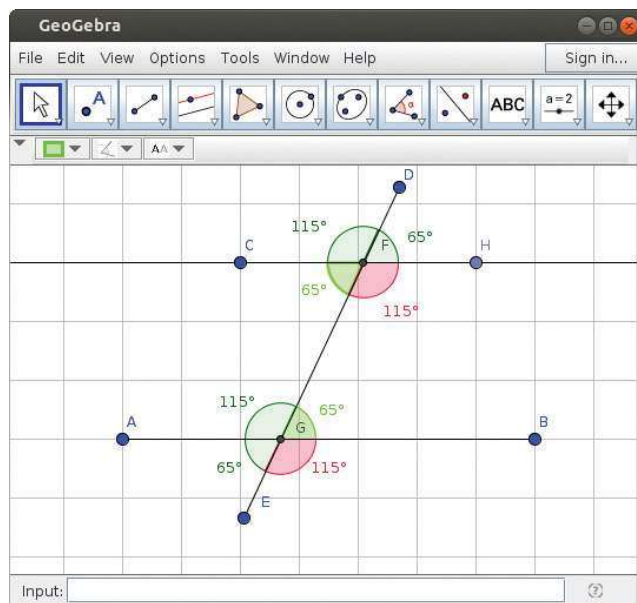 GeoGebra
File Edit View Options Tools Window Help Sign in...
A α ABC a=2
AA
D
115° 65°
C F H
65° 115°
115° 65°
A G B
65° 115°
E
Input: